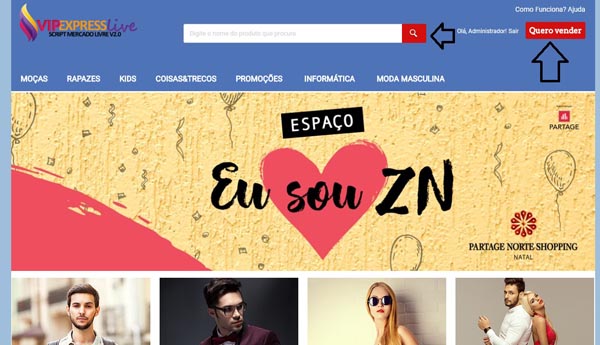 Como Funciona? Ajuda
VIPEXPRESS live
SCRIPT MERCADO LIVRE V2.0
Digite o nome do produto que procura
Olá, Administrador! Sair
Quero vender
MOÇAS RAPAZES KIDS COISAS&TRECOS PROMOÇÕES INFORMÁTICA MODA MASCULINA
PARTAGE
ESPAÇO
Eu sou ZN
PARTAGE NORTE SHOPPING
NATAL